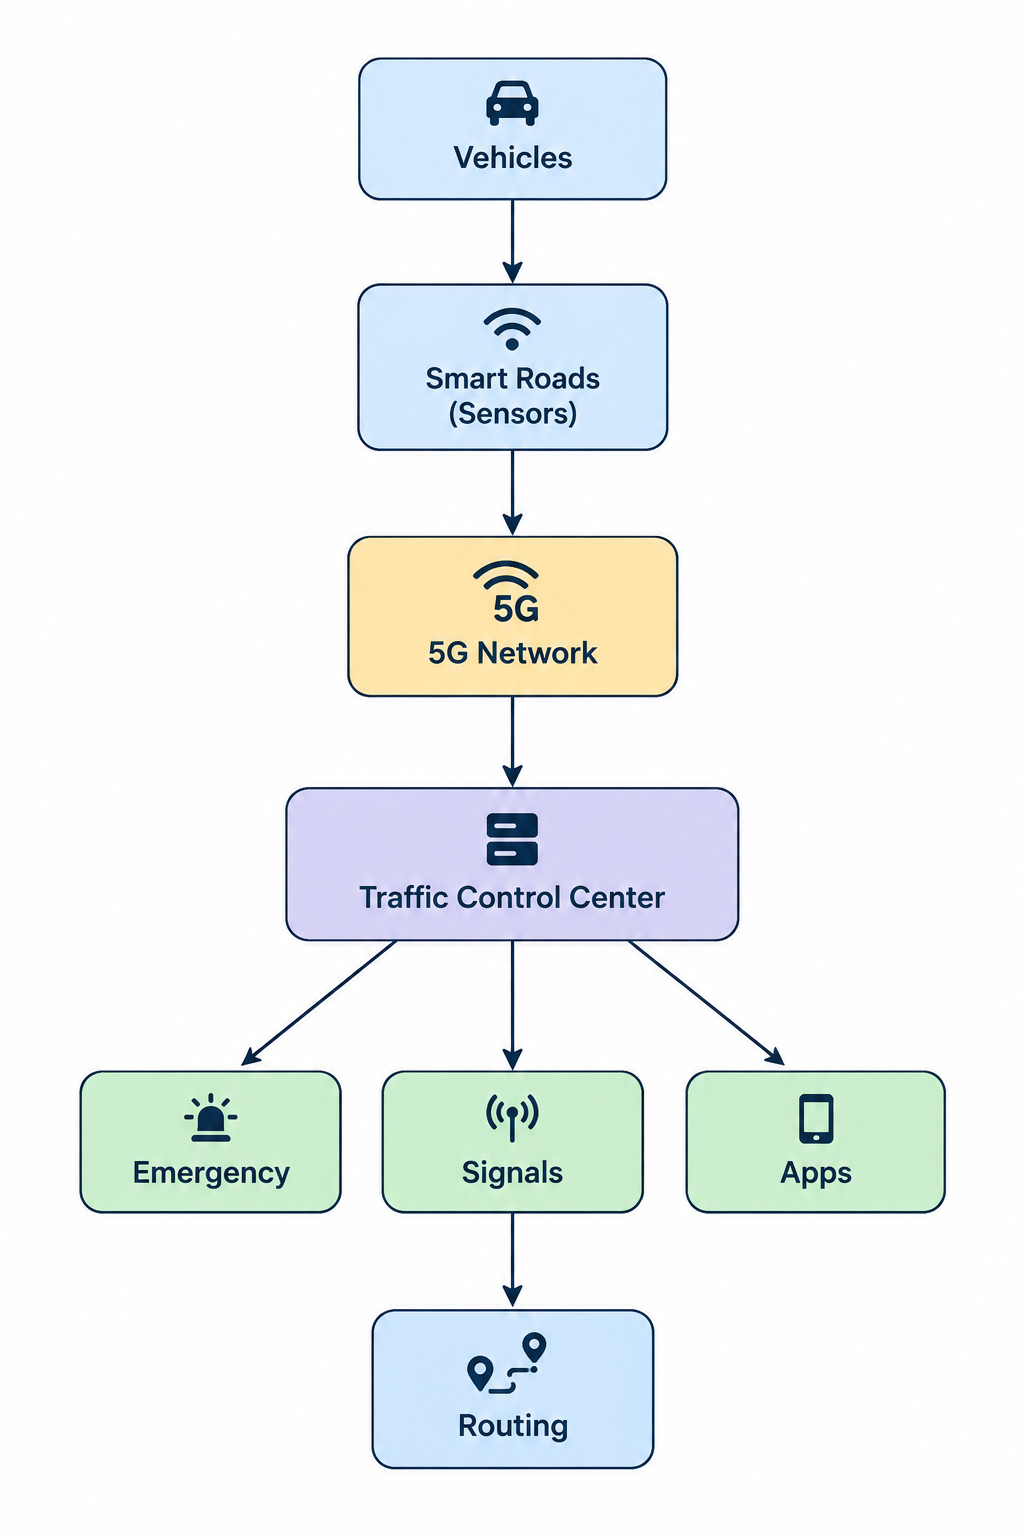 Vehicles
Smart Roads
(Sensors)
5G
5G Network
Traffic Control Center
Emergency
Signals
Apps
Routing